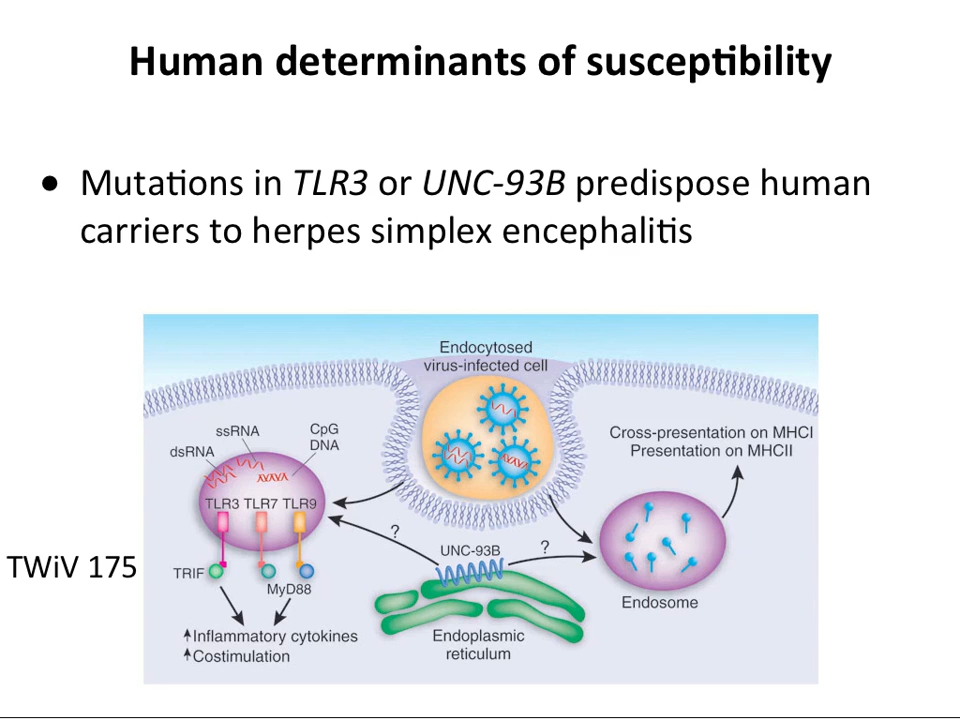 Human determinants of susceptibility
• Mutations in TLR3 or UNC-93B predispose human
carriers to herpes simplex encephalitis
Endocytosed
virus-infected cell
ssRNA
CpG
DNA
dsRNA
TLR3 TLR7 TLR9
Cross-presentation on MHCI
Presentation on MHCII
?
UNC-93B
?
TWiV 175
TRIF
MyD88
Endosome
Inflammatory cytokines
Costimulation
Endoplasmic
reticulum